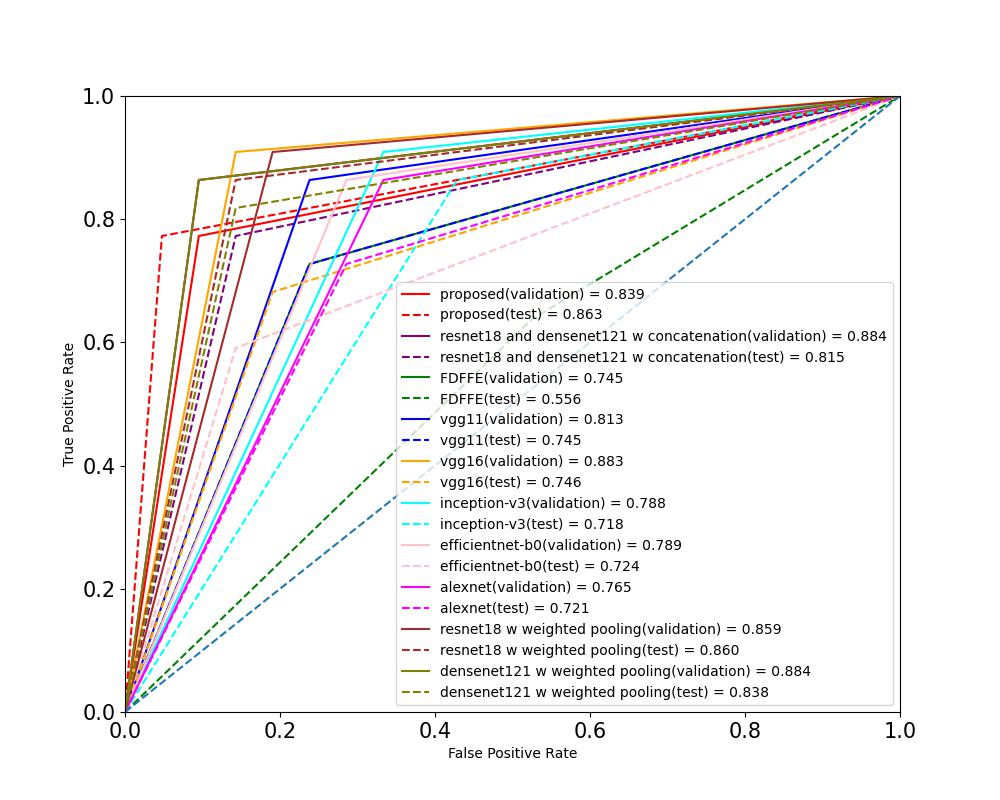 1.0
0.8
0.6
0.4
0.2
0.0
True Positive Rate
proposed(validation) = 0.839
proposed(test) = 0.863
resnet18 and densenet121 w concatenation(validation) = 0.884
resnet18 and densenet121 w concatenation(test) = 0.815
FDFFE(validation) = 0.745
FDFFE(test) = 0.556
vgg11(validation) = 0.813
vgg11(test) = 0.745
vgg16(validation) = 0.883
vgg16(test) = 0.746
inception-v3(validation) = 0.788
inception-v3(test) = 0.718
efficientnet-b0(validation) = 0.789
efficientnet-b0(test) = 0.724
alexnet(validation) = 0.765
alexnet(test) = 0.721
resnet18 w weighted pooling(validation) = 0.859
resnet18 w weighted pooling(test) = 0.860
densenet121 w weighted pooling(validation) = 0.884
densenet121 w weighted pooling(test) = 0.838
0.0 0.2 0.4 0.6 0.8 1.0
False Positive Rate